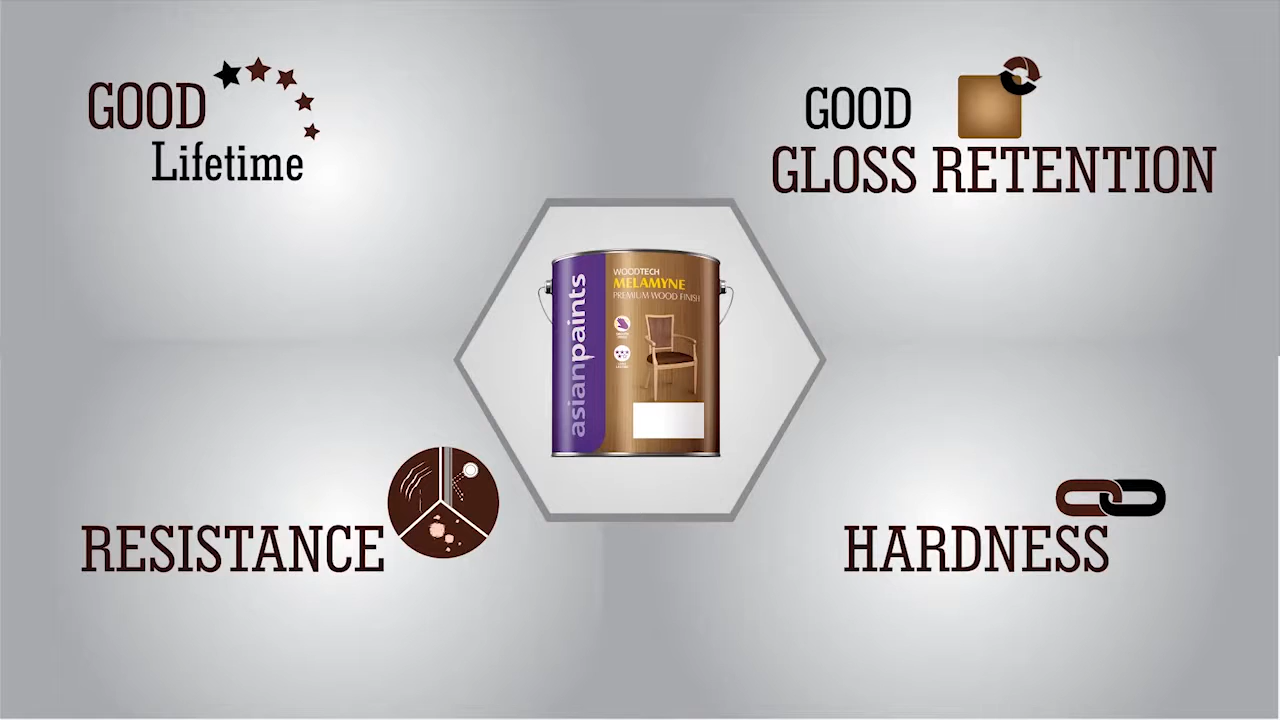 GOOD
Lifetime
GOOD
GLOSS RETENTION
asianpaints
WOODTECH
MELAMYNE
PREMIUM WOOD FINISH
RESISTANCE
HARDNESS